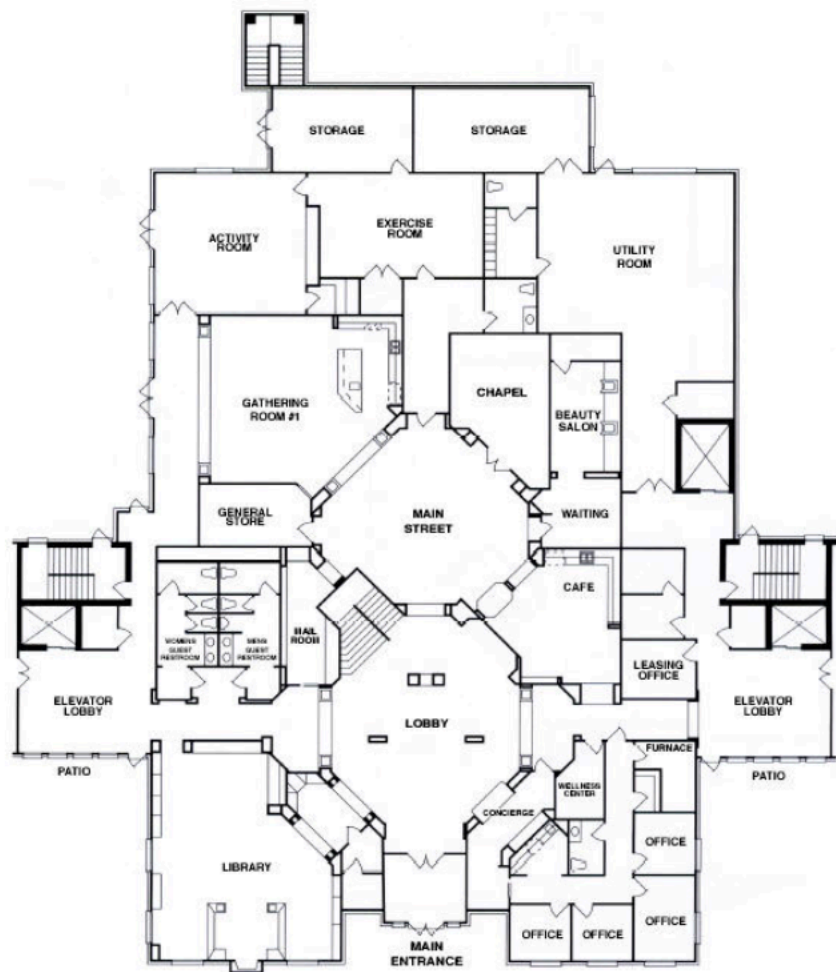 STORAGE
STORAGE
ACTIVITY
ROOM
EXERCISE
ROOM
UTILITY
ROOM
GATHERING
ROOM #1
CHAPEL
BEAUTY
SALON
GENERAL
STORE
MAIN
STREET
WAITING
CAFE
WOMENS
GUEST
RESTROOM
MENS
GUEST
RESTROOM
MAIL
ROOM
LEASING
OFFICE
ELEVATOR
LOBBY
LOBBY
ELEVATOR
LOBBY
PATIO
FURNACE
PATIO
WELLNESS
CENTER
CONCIERGE
LIBRARY
OFFICE
OFFICE
OFFICE
OFFICE
MAIN
ENTRANCE